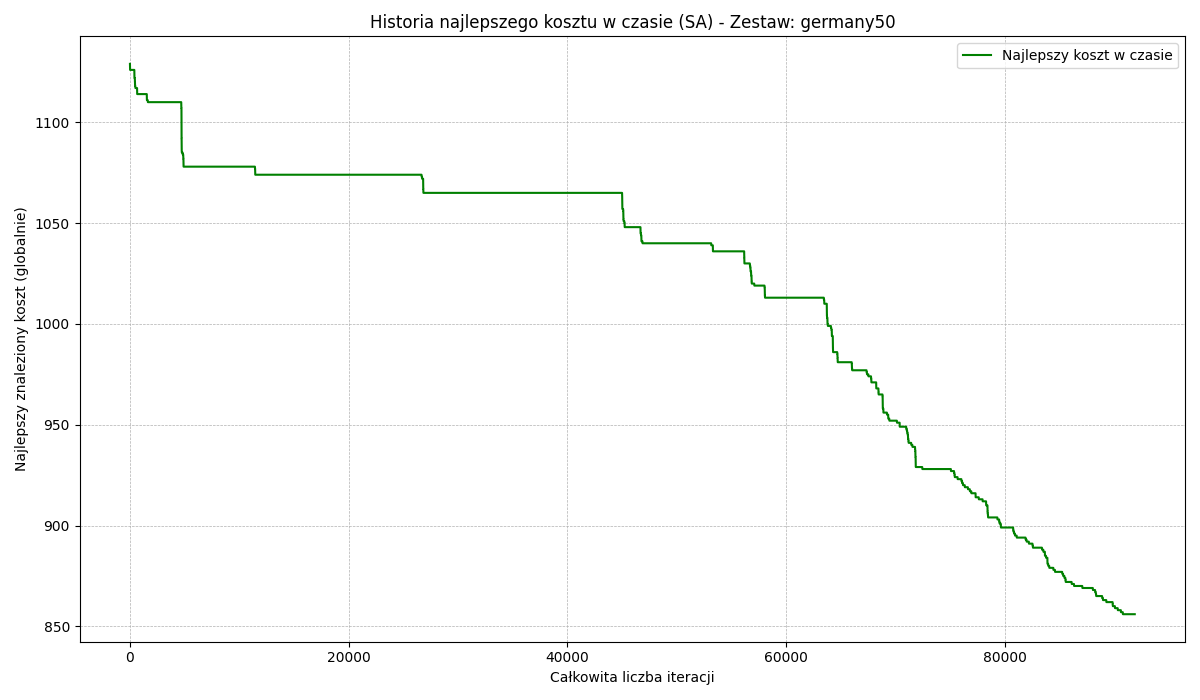 Historia najlepszego kosztu w czasie (SA) - Zestaw: germany50
Najlepszy koszt w czasie
Najlepszy znaleziony koszt (globalnie)
1100
1050
1000
950
900
850
0 20000 40000 60000 80000
Całkowita liczba iteracji